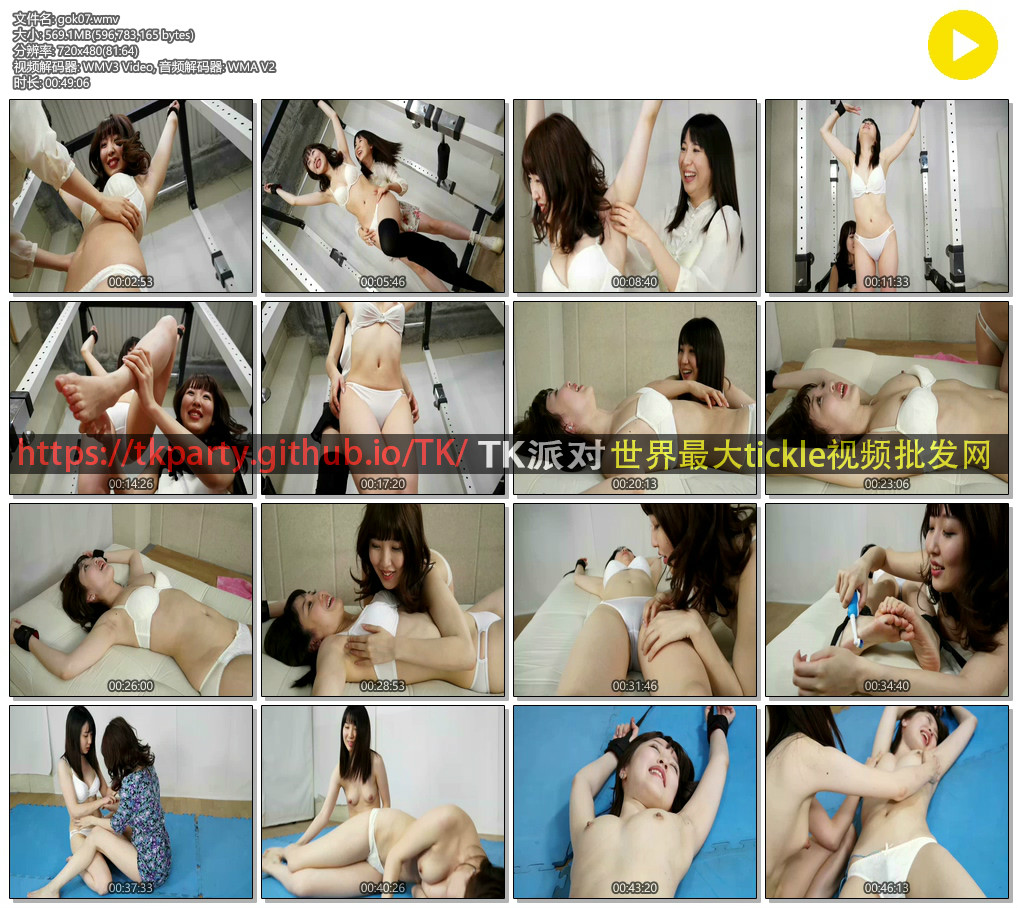 文件名: gok07.wmv
大小: 569.1MB(596,783,165 bytes)
分辨率: 720x480(81:64)
视频解码器: WMV3 Video, 音频解码器: WMA V2
时长: 00:49:06
00:02:53
00:05:46
00:08:40
00:11:33
https://tkparty.github.io/TK/ TK派对 世界最大tickle视频批发网
00:14:26
00:17:20
00:20:13
00:23:06
00:26:00
00:28:53
00:31:46
00:34:40
00:37:33
00:40:26
00:43:20
00:46:13